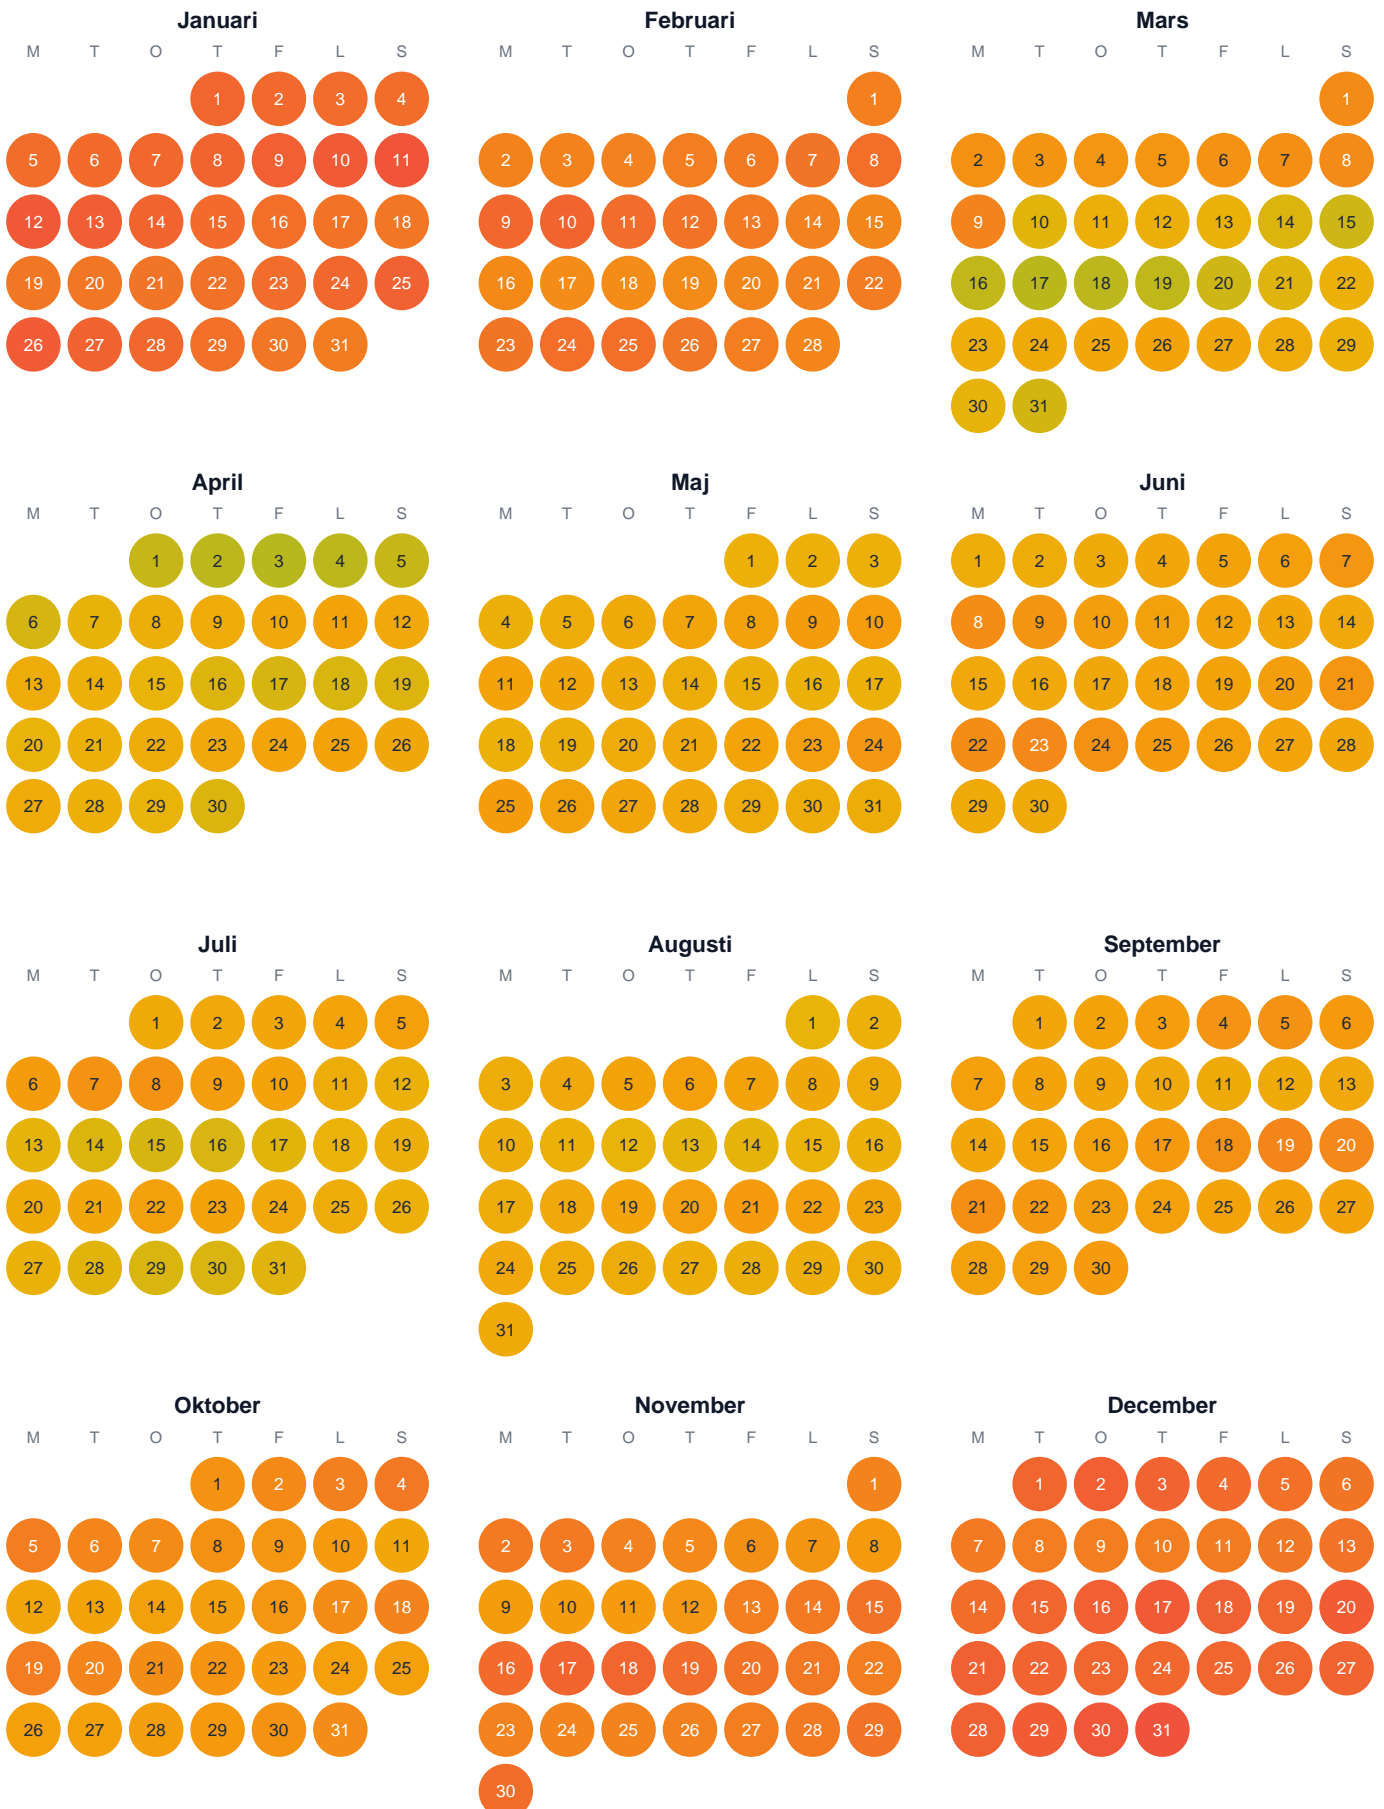 Januari Februari Mars
M T O T F L S M T O T F L S M T O T F L S
1 2 3 4 1 1
5 6 7 8 9 10 11 2 3 4 5 6 7 8 2 3 4 5 6 7 8
12 13 14 15 16 17 18 9 10 11 12 13 14 15 9 10 11 12 13 14 15
19 20 21 22 23 24 25 16 17 18 19 20 21 22 16 17 18 19 20 21 22
26 27 28 29 30 31 23 24 25 26 27 28 23 24 25 26 27 28 29
30 31
April Maj Juni
M T O T F L S M T O T F L S M T O T F L S
1 2 3 4 5 1 2 3 1 2 3 4 5 6 7
6 7 8 9 10 11 12 4 5 6 7 8 9 10 8 9 10 11 12 13 14
13 14 15 16 17 18 19 11 12 13 14 15 16 17 15 16 17 18 19 20 21
20 21 22 23 24 25 26 18 19 20 21 22 23 24 22 23 24 25 26 27 28
27 28 29 30 25 26 27 28 29 30 31 29 30
Juli Augusti September
M T O T F L S M T O T F L S M T O T F L S
1 2 3 4 5 1 2 1 2 3 4 5 6
6 7 8 9 10 11 12 3 4 5 6 7 8 9 7 8 9 10 11 12 13
13 14 15 16 17 18 19 10 11 12 13 14 15 16 14 15 16 17 18 19 20
20 21 22 23 24 25 26 17 18 19 20 21 22 23 21 22 23 24 25 26 27
27 28 29 30 31 24 25 26 27 28 29 30 28 29 30
31
Oktober November December
M T O T F L S M T O T F L S M T O T F L S
1 2 3 4 1 1 2 3 4 5 6
5 6 7 8 9 10 11 2 3 4 5 6 7 8 7 8 9 10 11 12 13
12 13 14 15 16 17 18 9 10 11 12 13 14 15 14 15 16 17 18 19 20
19 20 21 22 23 24 25 16 17 18 19 20 21 22 21 22 23 24 25 26 27
26 27 28 29 30 31 23 24 25 26 27 28 29 28 29 30 31
30